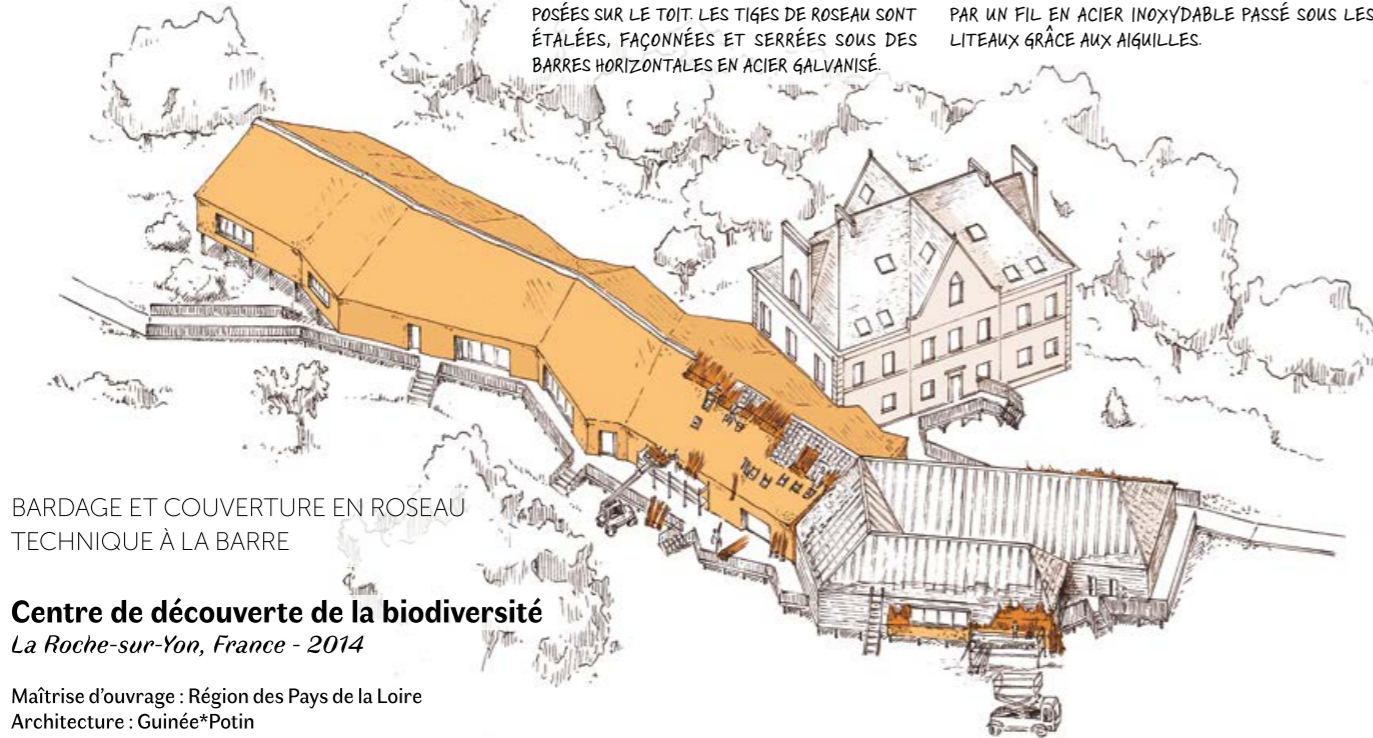 POSÉES SUR LE TOIT. LES TIGES DE ROSEAU SONT
ÉTALÉES, FAÇONNÉES ET SERRÉES SOUS DES
BARRES HORIZONTALES EN ACIER GALVANISÉ.
PAR UN FIL EN ACIER INOXYDABLE PASSÉ SOUS LES
LITEAUX GRÂCE AUX AIGUILLES.
BARDAGE ET COUVERTURE EN ROSEAU
TECHNIQUE À LA BARRE
Centre de découverte de la biodiversité
La Roche-sur-Yon, France - 2014
Maîtrise d'ouvrage : Région des Pays de la Loire
Architecture : Guinée*Potin